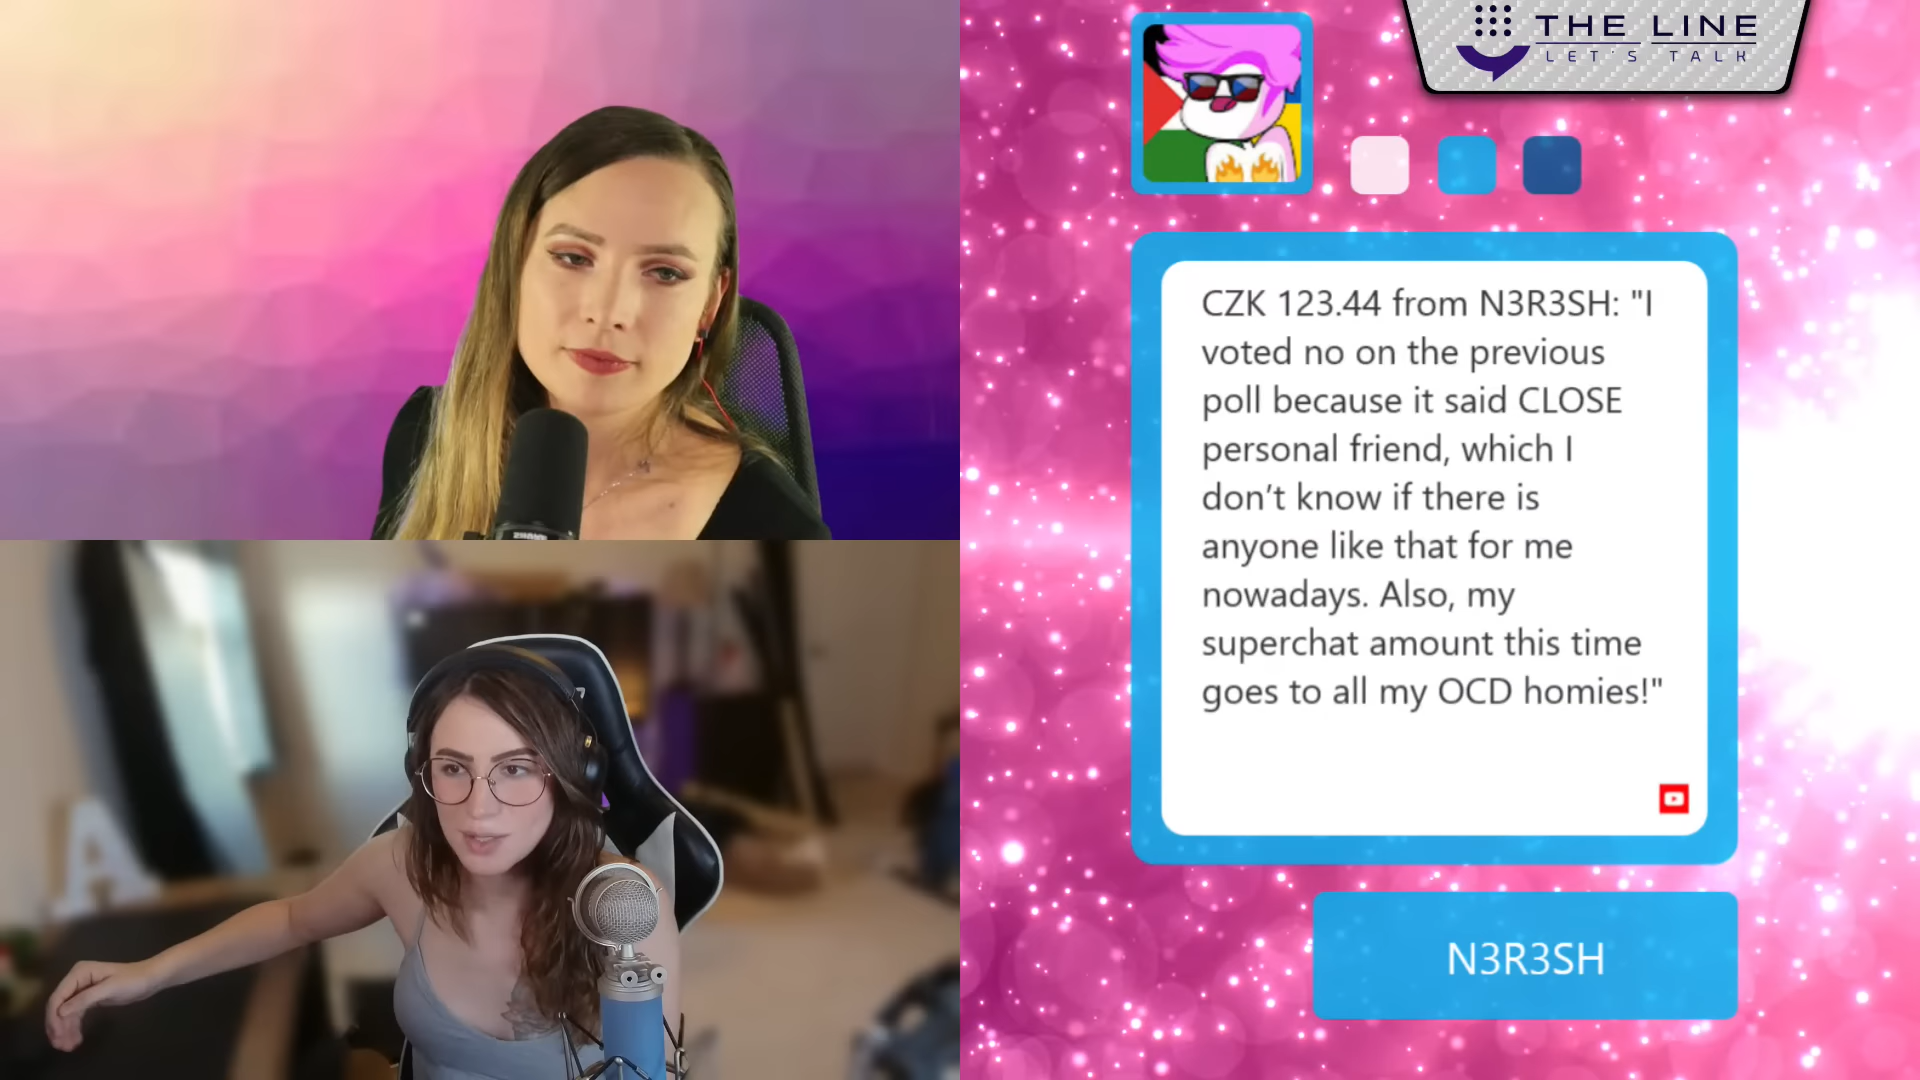 THE LINE
LET'S TALK
CZK 123.44 from N3R3SH: "I
voted no on the previous
poll because it said CLOSE
personal friend, which I
don’t know if there is
anyone like that for me
nowadays. Also, my
superchat amount this time
goes to all my OCD homies!"
N3R3SH
A